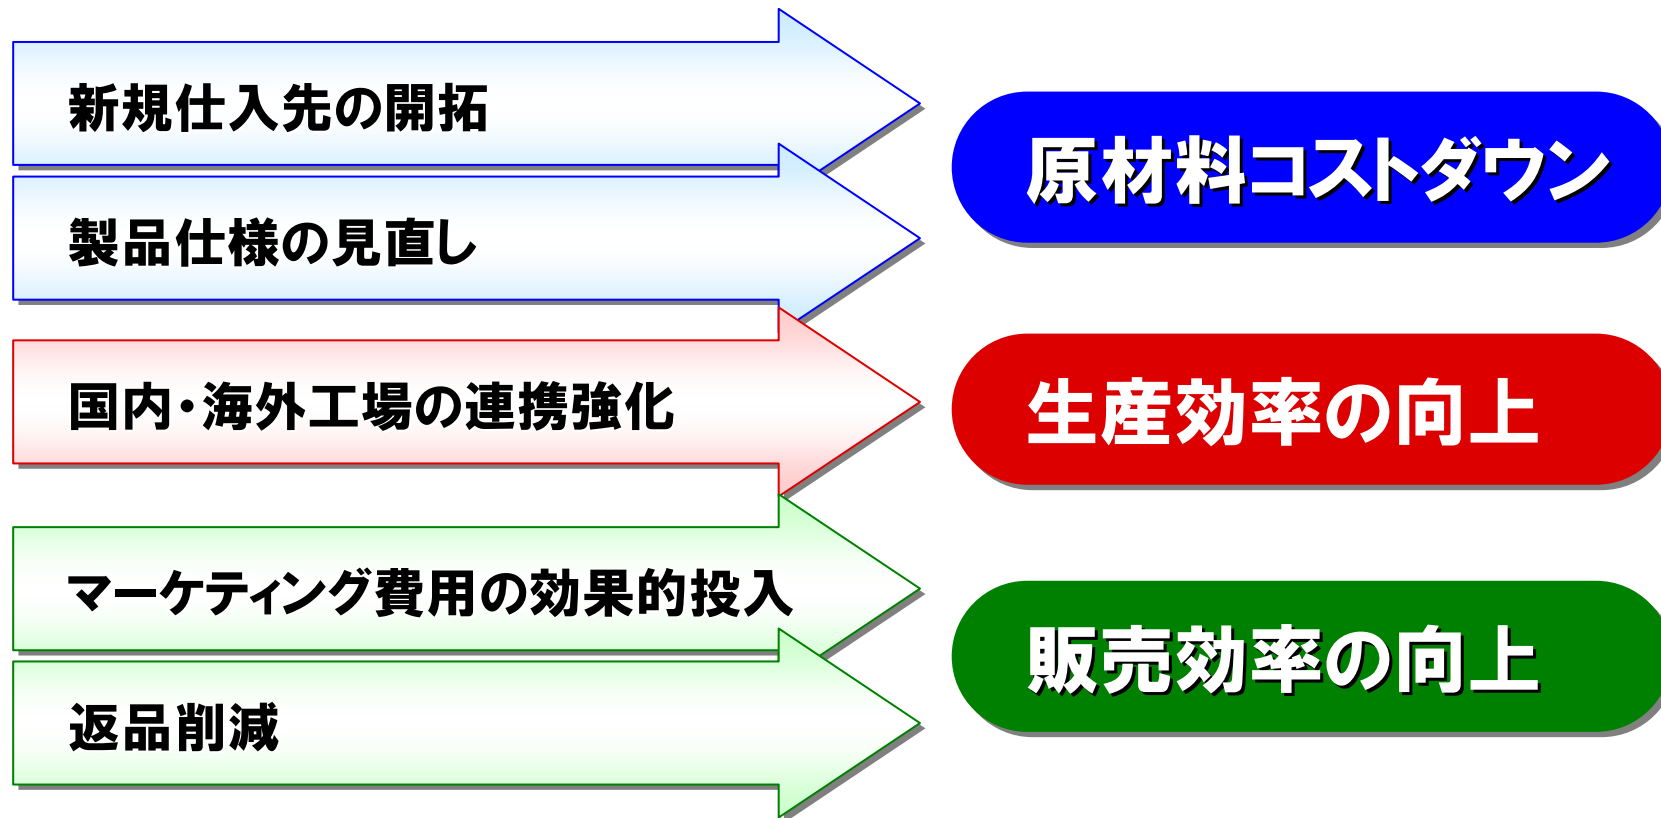 新規仕入先の開拓
製品仕様の見直し
原材料コストダウン
国内・海外工場の連携強化
生産効率の向上
マーケティング費用の効果的投入
返品削減
販売効率の向上